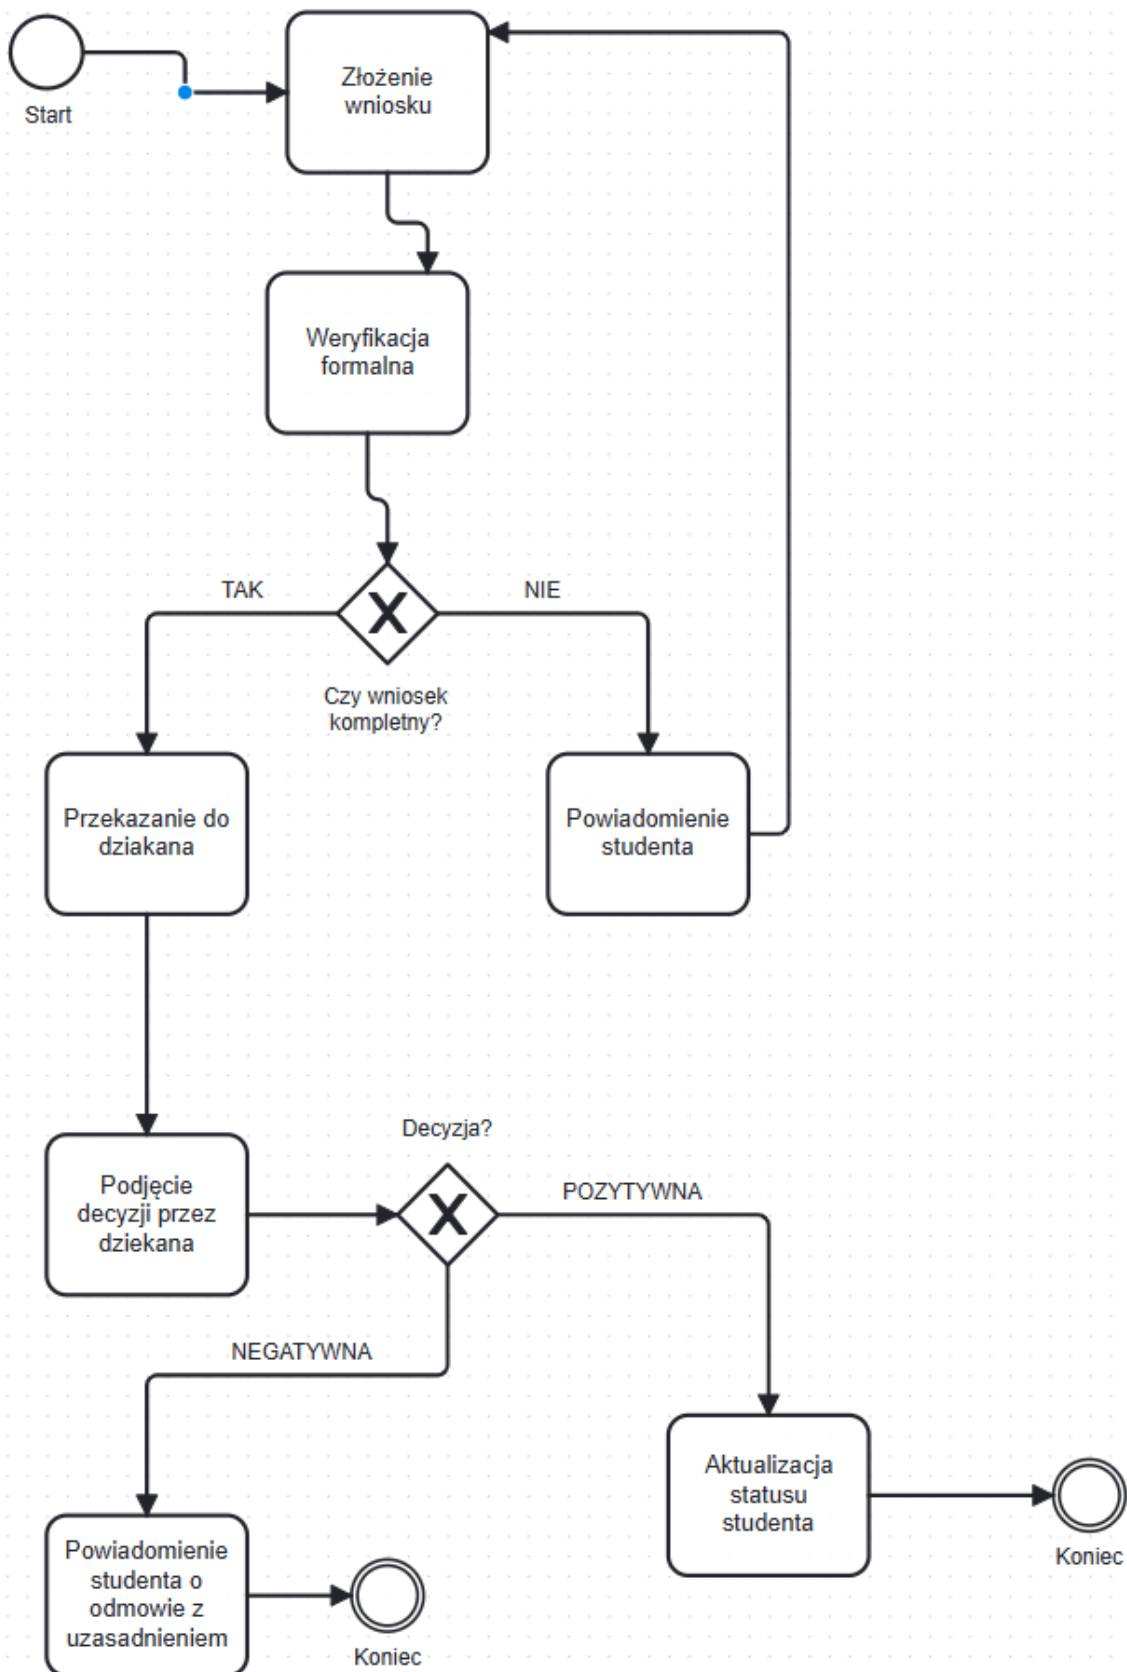 Start
Złożenie
wniosku
Weryfikacja
formalna
TAK
NIE
Czy wniosek
kompletny?
Przekazanie do
dziakana
Powiadomienie
studenta
Decyzja?
Podjęcie
decyzji przez
dziekana
POZYTYWNA
NEGATYWNA
Aktualizacja
statusu
studenta
Koniec
Powiadomienie
studenta o
odmowie z
uzasadnieniem
Koniec